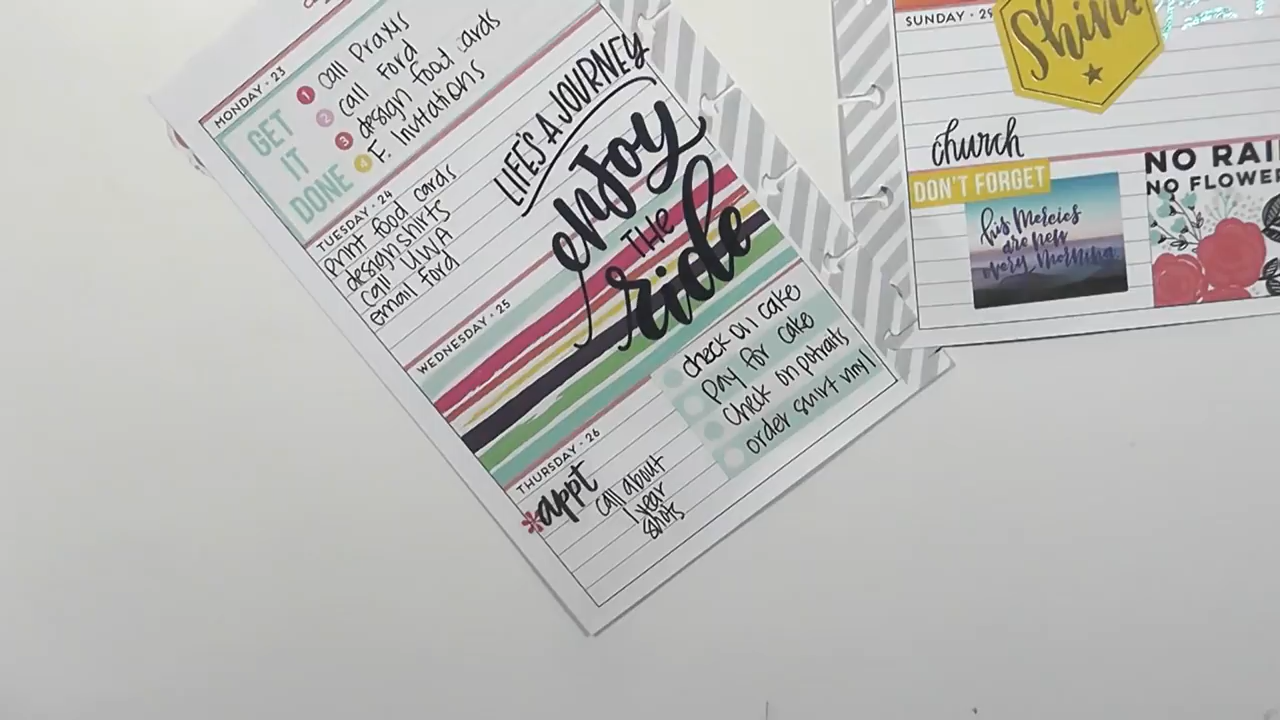 MONDAY · 23
GET
IT
DONE
1 call Praxis
2 call Ford
3 design food cards
4 F. Invitations
TUESDAY · 24
print food cards
design shirts
call UWA
email Ford
LIFE'S A JOURNEY
enjoy
THE
ride
WEDNESDAY · 25
check on cake
pay for cake
check on potraits
order shirt vinyl
THURSDAY · 26
*appt
call about
1 year
shots
SUNDAY · 29
Shine
church
DON'T FORGET
his Mercies
are new
every Morning
NO RAI
NO FLOWER